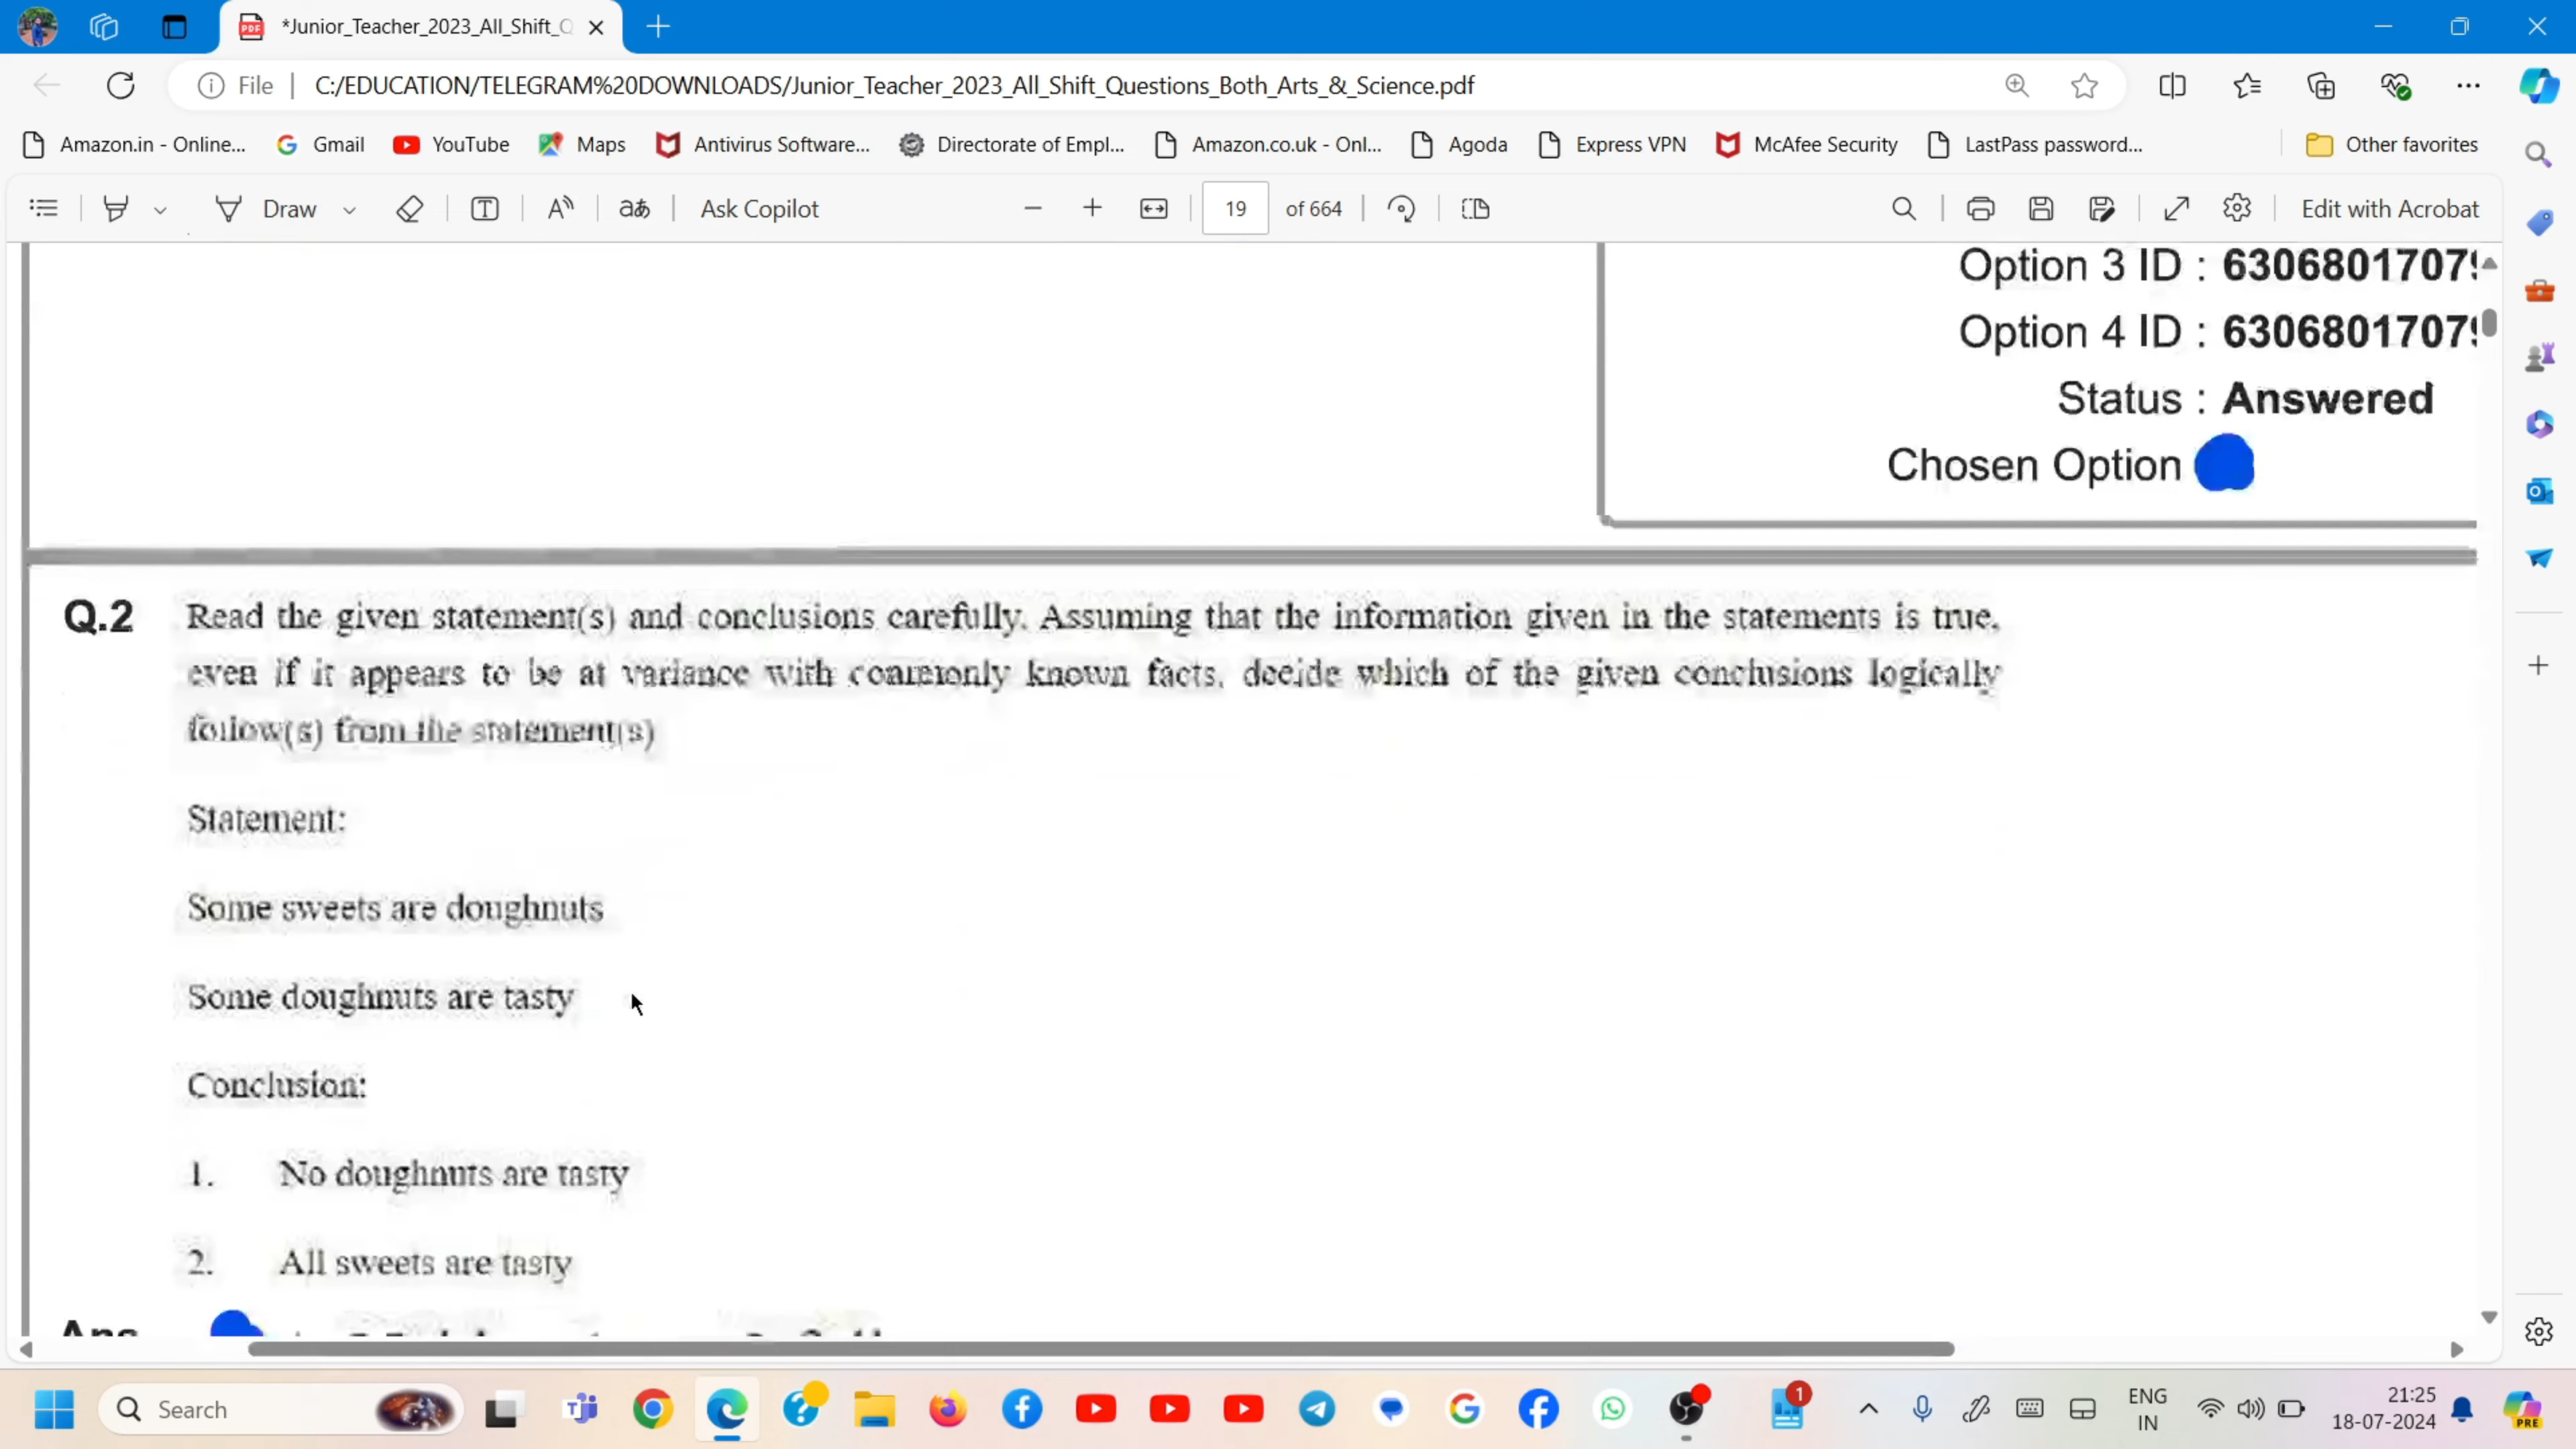 *Junior_Teacher_2023_All_Shift_Q
File
C:/EDUCATION/TELEGRAM%20DOWNLOADS/Junior_Teacher_2023_All_Shift_Questions_Both_Arts_&_Science.pdf
Amazon.in - Online... Gmail YouTube Maps Antivirus Software... Directorate of Empl... Amazon.co.uk - Onl... Agoda Express VPN McAfee Security LastPass password... Other favorites
Draw Ask Copilot 19 of 664 Edit with Acrobat
Option 3 ID : 6306801707
Option 4 ID : 6306801707
Status : Answered
Chosen Option
Q.2 Read the given statement(s) and conclusions carefully. Assuming that the information given in the statements is true,
even if it appears to be at variance with commonly known facts, decide which of the given conclusions logically
follow(s) from the statement(s)
Statement:
Some sweets are doughnuts
Some doughnuts are tasty
Conclusion:
1. No doughnuts are tasty
2. All sweets are tasty
Ans
Search
1
ENG
IN
21:25
18-07-2024
PRE